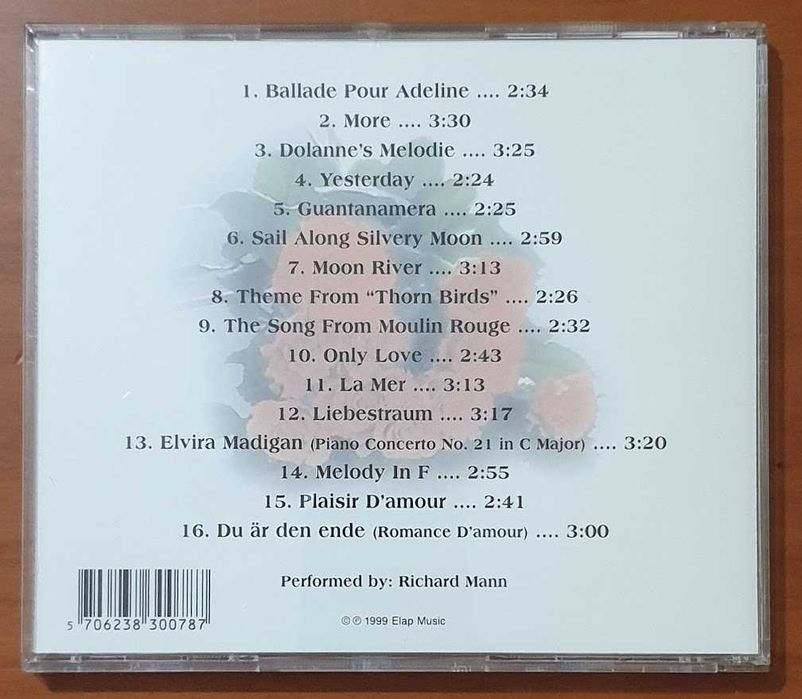 1. Ballade Pour Adeline .... 2:34
2. More .... 3:30
3. Dolanne's Melodie .... 3:25
4. Yesterday .... 2:24
5. Guantanamera .... 2:25
6. Sail Along Silvery Moon .... 2:59
7. Moon River .... 3:13
8. Theme From “Thorn Birds” .... 2:26
9. The Song From Moulin Rouge .... 2:32
10. Only Love .... 2:43
11. La Mer .... 3:13
12. Liebestraum .... 3:17
13. Elvira Madigan (Piano Concerto No. 21 in C Major) .... 3:20
14. Melody In F .... 2:55
15. Plaisir D'amour .... 2:41
16. Du är den ende (Romance D'amour) .... 3:00
Performed by: Richard Mann
5 706238 300787
© ℗ 1999 Elap Music